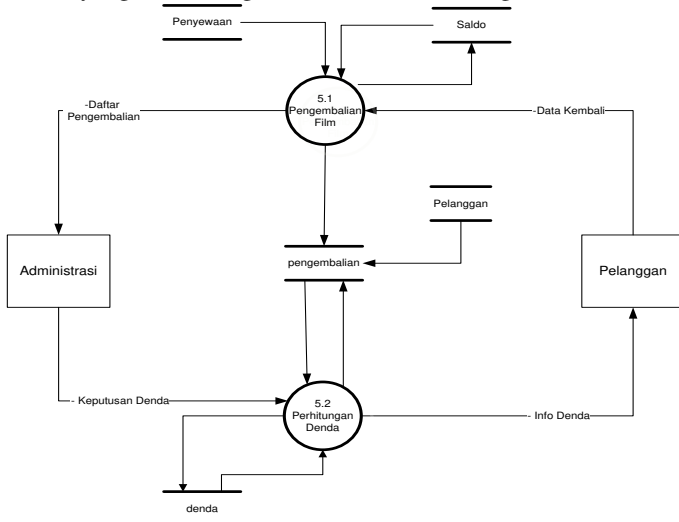 Penyewaan
Saldo
5.1
Pengembalian
Film
-Daftar
Pengembalian
-Data Kembali
Pelanggan
Administrasi
pengembalian
Pelanggan
- Keputusan Denda
5.2
Perhitungan
Denda
- Info Denda
denda